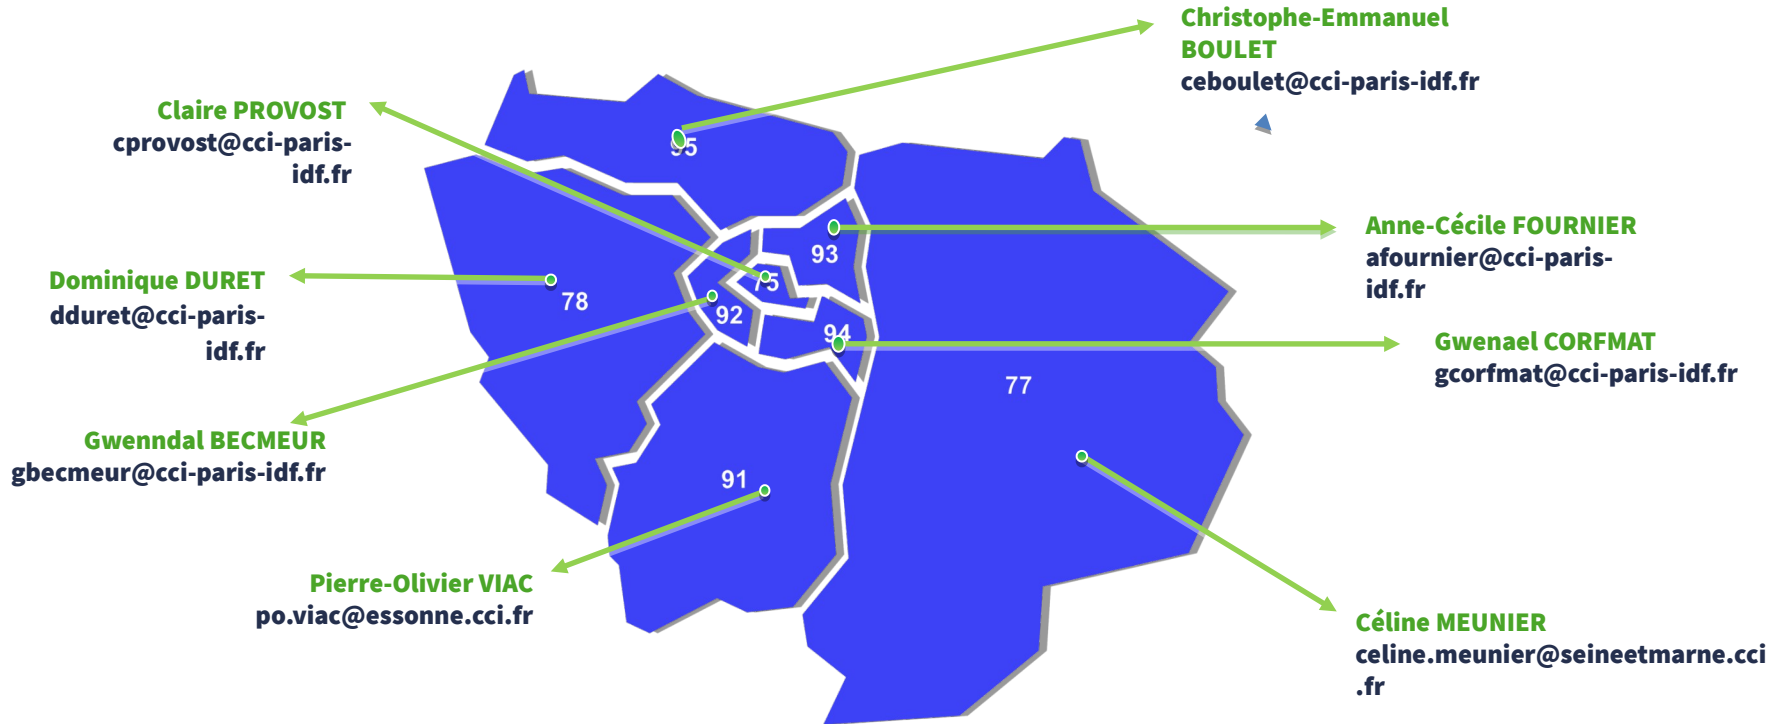 Christophe-Emmanuel
BOULET
ceboulet@cci-paris-idf.fr
Claire PROVOST
cprovost@cci-paris-
idf.fr
95
Anne-Cécile FOURNIER
afournier@cci-paris-
idf.fr
93
Dominique DURET
dduret@cci-paris-
idf.fr
78
75
92
94
Gwenael CORFMAT
gcorfmat@cci-paris-idf.fr
77
Gwenndal BECMEUR
gbecmeur@cci-paris-idf.fr
91
Pierre-Olivier VIAC
po.viac@essonne.cci.fr
Céline MEUNIER
celine.meunier@seineetmarne.cci
.fr